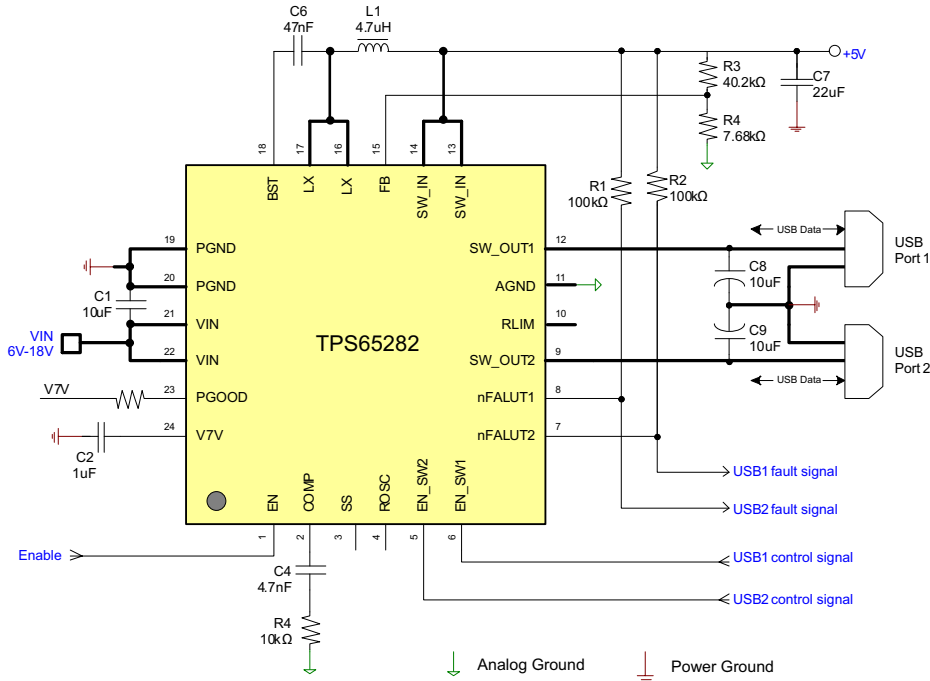 C6
47nF
L1
4.7uH
+5V
R3
40.2kΩ
C7
22uF
R4
7.68kΩ
18
17
16
15
14
13
BST
LX
LX
FB
SW_IN
SW_IN
R1
100kΩ
R2
100kΩ
19
PGND
20
PGND
C1
10uF
21
VIN
22
VIN
VIN
6V-18V
V7V
23
PGOOD
24
V7V
C2
1uF
TPS65282
SW_OUT1
12
AGND
11
RLIM
10
SW_OUT2
9
nFALUT1
8
nFALUT2
7
USB Data
USB
Port 1
C8
10uF
C9
10uF
USB Data
USB
Port 2
EN
COMP
SS
ROSC
EN_SW2
EN_SW1
1
2
3
4
5
6
USB1 fault signal
USB2 fault signal
Enable
USB1 control signal
USB2 control signal
C4
4.7nF
R4
10kΩ
Analog Ground
Power Ground